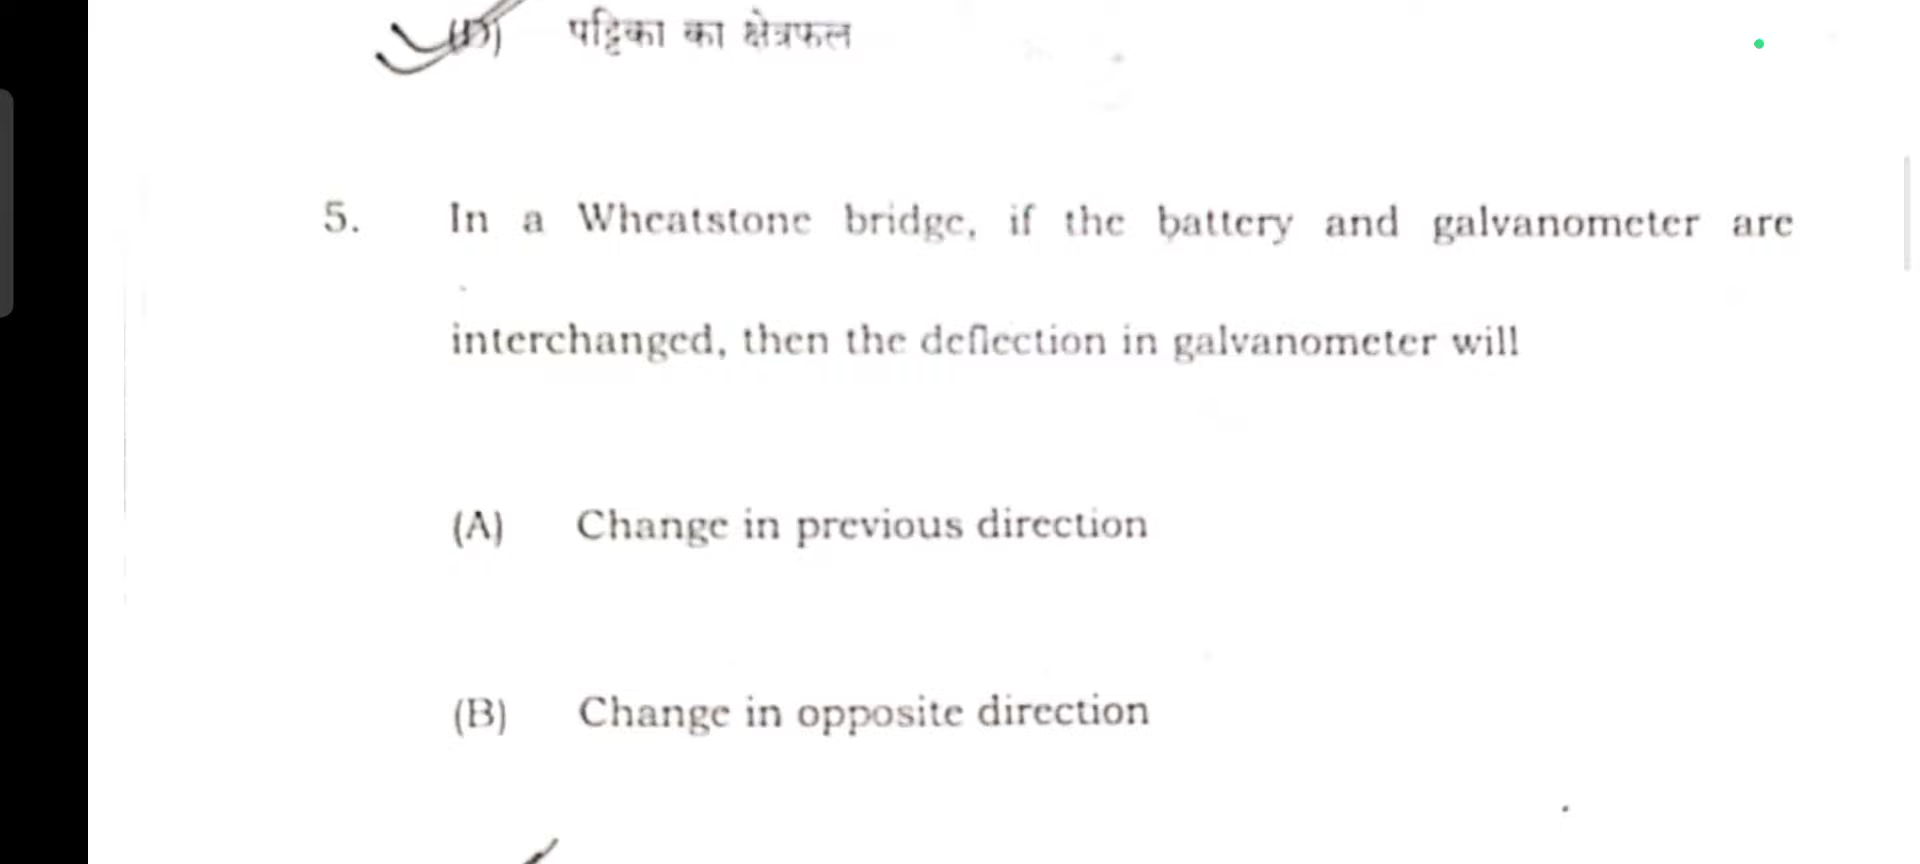 (D) पट्टिका का क्षेत्रफल
5. In a Wheatstone bridge, if the battery and galvanometer are
interchanged, then the deflection in galvanometer will
(A) Change in previous direction
(B) Change in opposite direction